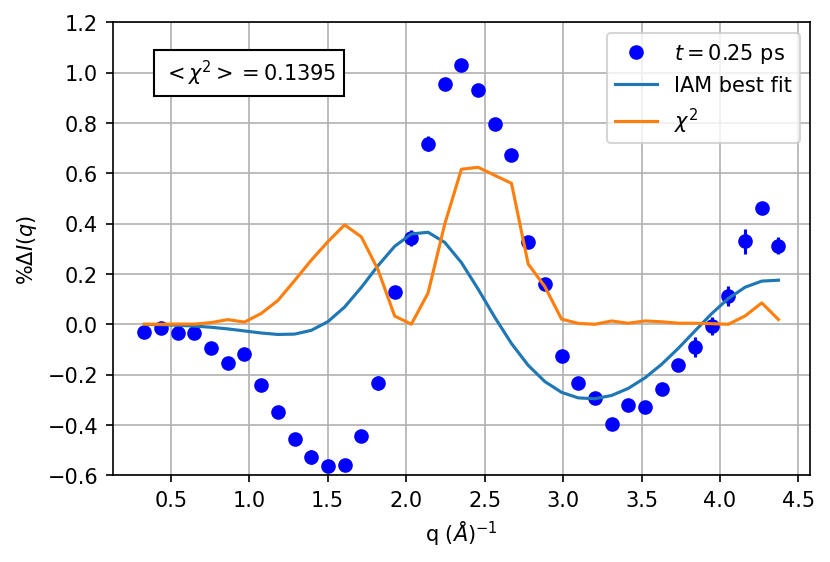 %ΔI(q)
1.2
1.0
0.8
0.6
0.4
0.2
0.0
−0.2
−0.4
−0.6
< χ² > = 0.1395
t = 0.25 ps
IAM best fit
χ²
0.5 1.0 1.5 2.0 2.5 3.0 3.5 4.0 4.5
q (Å)⁻¹